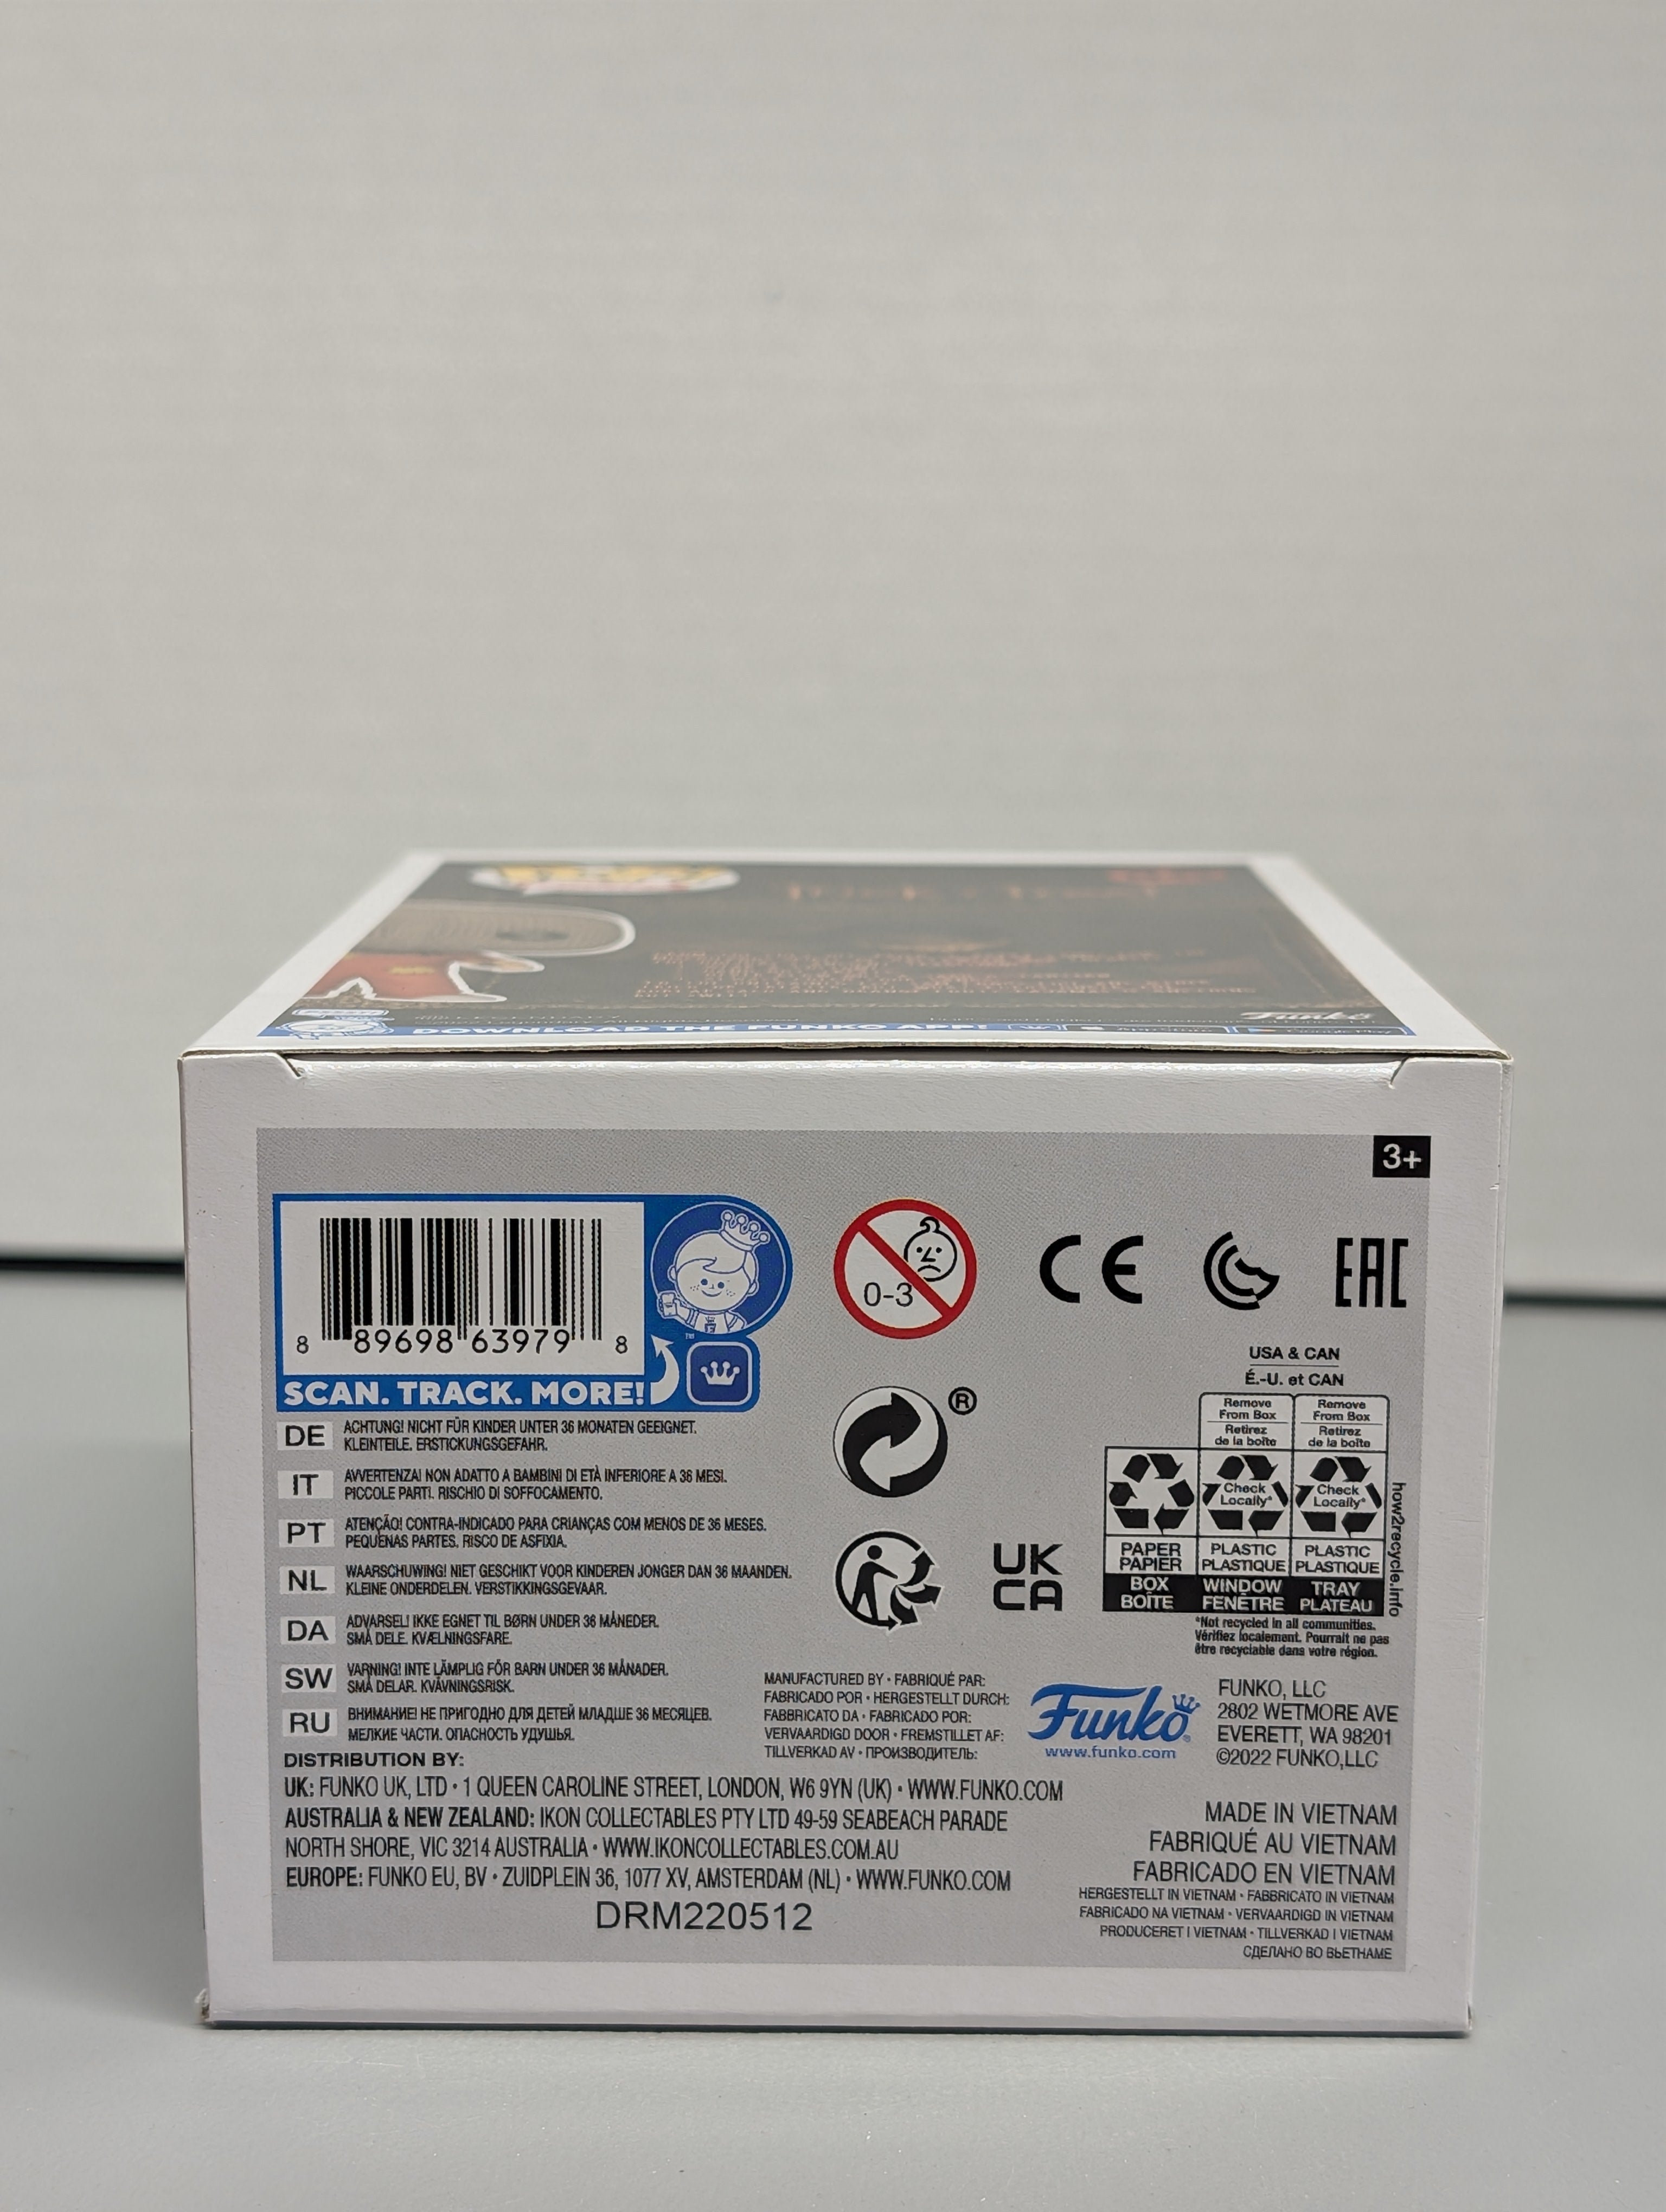 Trick r Treat
DOWNLOAD THE FUNKO APP!
Funko
3+
8 89698 63979 8
™
SCAN. TRACK. MORE!
0-3
CE
EAC
DE ACHTUNG! NICHT FÜR KINDER UNTER 36 MONATEN GEEIGNET.
KLEINTEILE. ERSTICKUNGSGEFAHR.
IT AVVERTENZA! NON ADATTO A BAMBINI DI ETÀ INFERIORE A 36 MESI.
PICCOLE PARTI. RISCHIO DI SOFFOCAMENTO.
PT ATENÇÃO! CONTRA-INDICADO PARA CRIANÇAS COM MENOS DE 36 MESES.
PEQUENAS PARTES. RISCO DE ASFIXIA.
NL WAARSCHUWING! NIET GESCHIKT VOOR KINDEREN JONGER DAN 36 MAANDEN.
KLEINE ONDERDELEN. VERSTIKKINGSGEVAAR.
DA ADVARSEL! IKKE EGNET TIL BØRN UNDER 36 MÅNEDER.
SMÅ DELE. KVÆLNINGSFARE.
SW VARNING! INTE LÄMPLIG FÖR BARN UNDER 36 MÅNADER.
SMÅ DELAR. KVÄVNINGSRISK.
RU ВНИМАНИЕ! НЕ ПРИГОДНО ДЛЯ ДЕТЕЙ МЛАДШЕ 36 МЕСЯЦЕВ.
МЕЛКИЕ ЧАСТИ. ОПАСНОСТЬ УДУШЬЯ.
®
UK
CA
USA & CAN
É.-U. et CAN
Remove
From Box
Retirez
de la boîte
Remove
From Box
Retirez
de la boîte
Check
Locally*
Check
Locally*
PAPER
PAPIER
PLASTIC
PLASTIQUE
PLASTIC
PLASTIQUE
BOX
BOÎTE
WINDOW
FENÊTRE
TRAY
PLATEAU
how2recycle.info
*Not recycled in all communities.
Vérifiez localement. Pourrait ne pas
être recyclable dans votre région.
MANUFACTURED BY • FABRIQUÉ PAR:
FABRICADO POR • HERGESTELLT DURCH:
FABBRICATO DA • FABRICADO POR:
VERVAARDIGD DOOR • FREMSTILLET AF:
TILLVERKAD AV • ПРОИЗВОДИТЕЛЬ:
Funko®
www.funko.com
FUNKO, LLC
2802 WETMORE AVE
EVERETT, WA 98201
©2022 FUNKO,LLC
DISTRIBUTION BY:
UK: FUNKO UK, LTD • 1 QUEEN CAROLINE STREET, LONDON, W6 9YN (UK) • WWW.FUNKO.COM
AUSTRALIA & NEW ZEALAND: IKON COLLECTABLES PTY LTD 49-59 SEABEACH PARADE
NORTH SHORE, VIC 3214 AUSTRALIA • WWW.IKONCOLLECTABLES.COM.AU
EUROPE: FUNKO EU, BV • ZUIDPLEIN 36, 1077 XV, AMSTERDAM (NL) • WWW.FUNKO.COM
DRM220512
MADE IN VIETNAM
FABRIQUÉ AU VIETNAM
FABRICADO EN VIETNAM
HERGESTELLT IN VIETNAM • FABBRICATO IN VIETNAM
FABRICADO NA VIETNAM • VERVAARDIGD IN VIETNAM
PRODUCERET I VIETNAM • TILLVERKAD I VIETNAM
СДЕЛАНО ВО ВЬЕТНАМЕ